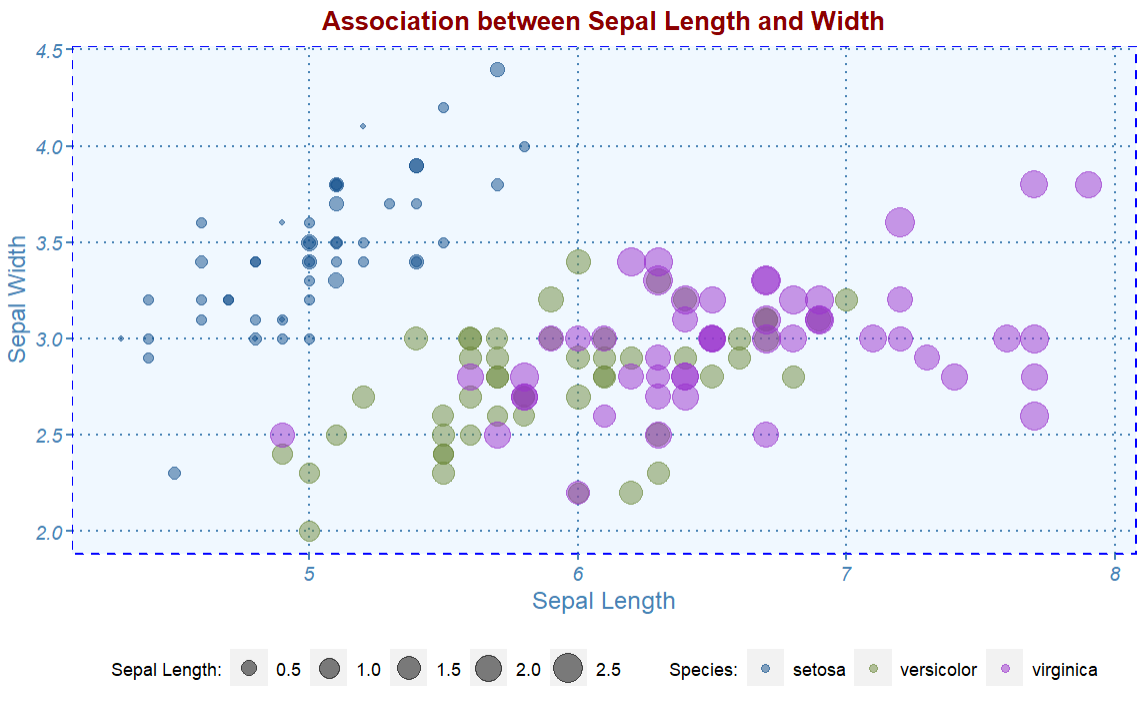 Association between Sepal Length and Width
Sepal Width
4.5
4.0
3.5
3.0
2.5
2.0
5 6 7 8
Sepal Length
Sepal Length: 0.5 1.0 1.5 2.0 2.5 Species: setosa versicolor virginica